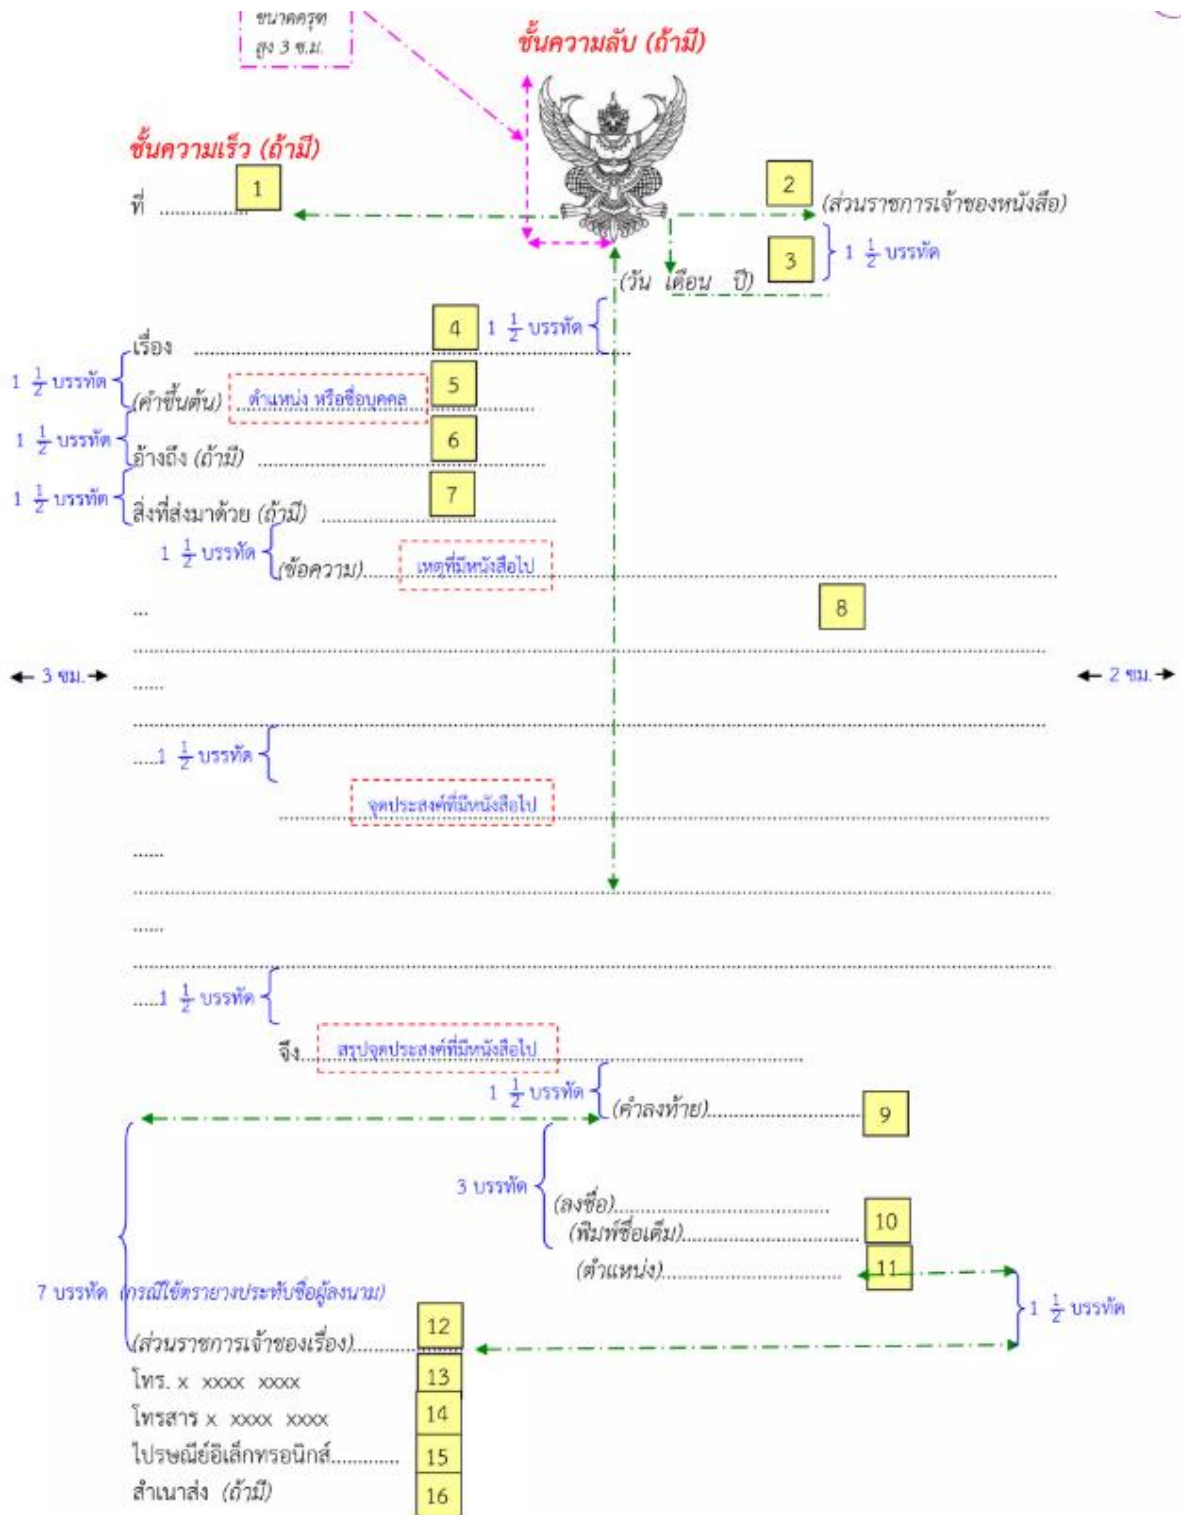 ขนาดครุฑ
สูง 3 ซ.ม.
ชั้นความลับ (ถ้ามี)
ชั้นความเร็ว (ถ้ามี)
ที่ ................ 1
2 (ส่วนราชการเจ้าของหนังสือ)
3 1 1/2 บรรทัด
(วัน เดือน ปี)
4 1 1/2 บรรทัด
เรื่อง ................
1 1/2 บรรทัด
(คำขึ้นต้น) ตำแหน่ง หรือชื่อบุคคล 5
1 1/2 บรรทัด
อ้างถึง (ถ้ามี) ................ 6
1 1/2 บรรทัด
สิ่งที่ส่งมาด้วย (ถ้ามี) ................ 7
1 1/2 บรรทัด
(ข้อความ)...... เหตุที่มีหนังสือไป ................
... 8
← 3 ซม.→ ← 2 ซม.→
......
.....1 1/2 บรรทัด
จุดประสงค์ที่มีหนังสือไป
......
......
.....1 1/2 บรรทัด
จึง.. สรุปจุดประสงค์ที่มีหนังสือไป ................
1 1/2 บรรทัด
(คำลงท้าย)................ 9
3 บรรทัด
(ลงชื่อ)................
(พิมพ์ชื่อเต็ม)................ 10
(ตำแหน่ง)................ 11
7 บรรทัด (กรณีใช้ตรายางประทับชื่อผู้ลงนาม)
1 1/2 บรรทัด
(ส่วนราชการเจ้าของเรื่อง)................ 12
โทร. x xxxx xxxx 13
โทรสาร x xxxx xxxx 14
ไปรษณีย์อิเล็กทรอนิกส์............. 15
สำเนาส่ง (ถ้ามี) 16